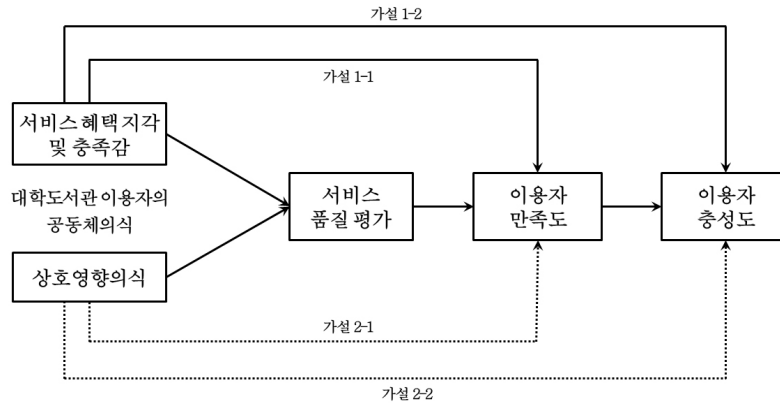 가설 1-2
가설 1-1
서비스 혜택 지각
및 충족감
대학도서관 이용자의
공동체의식
상호영향의식
서비스
품질 평가
이용자
만족도
이용자
충성도
가설 2-1
가설 2-2